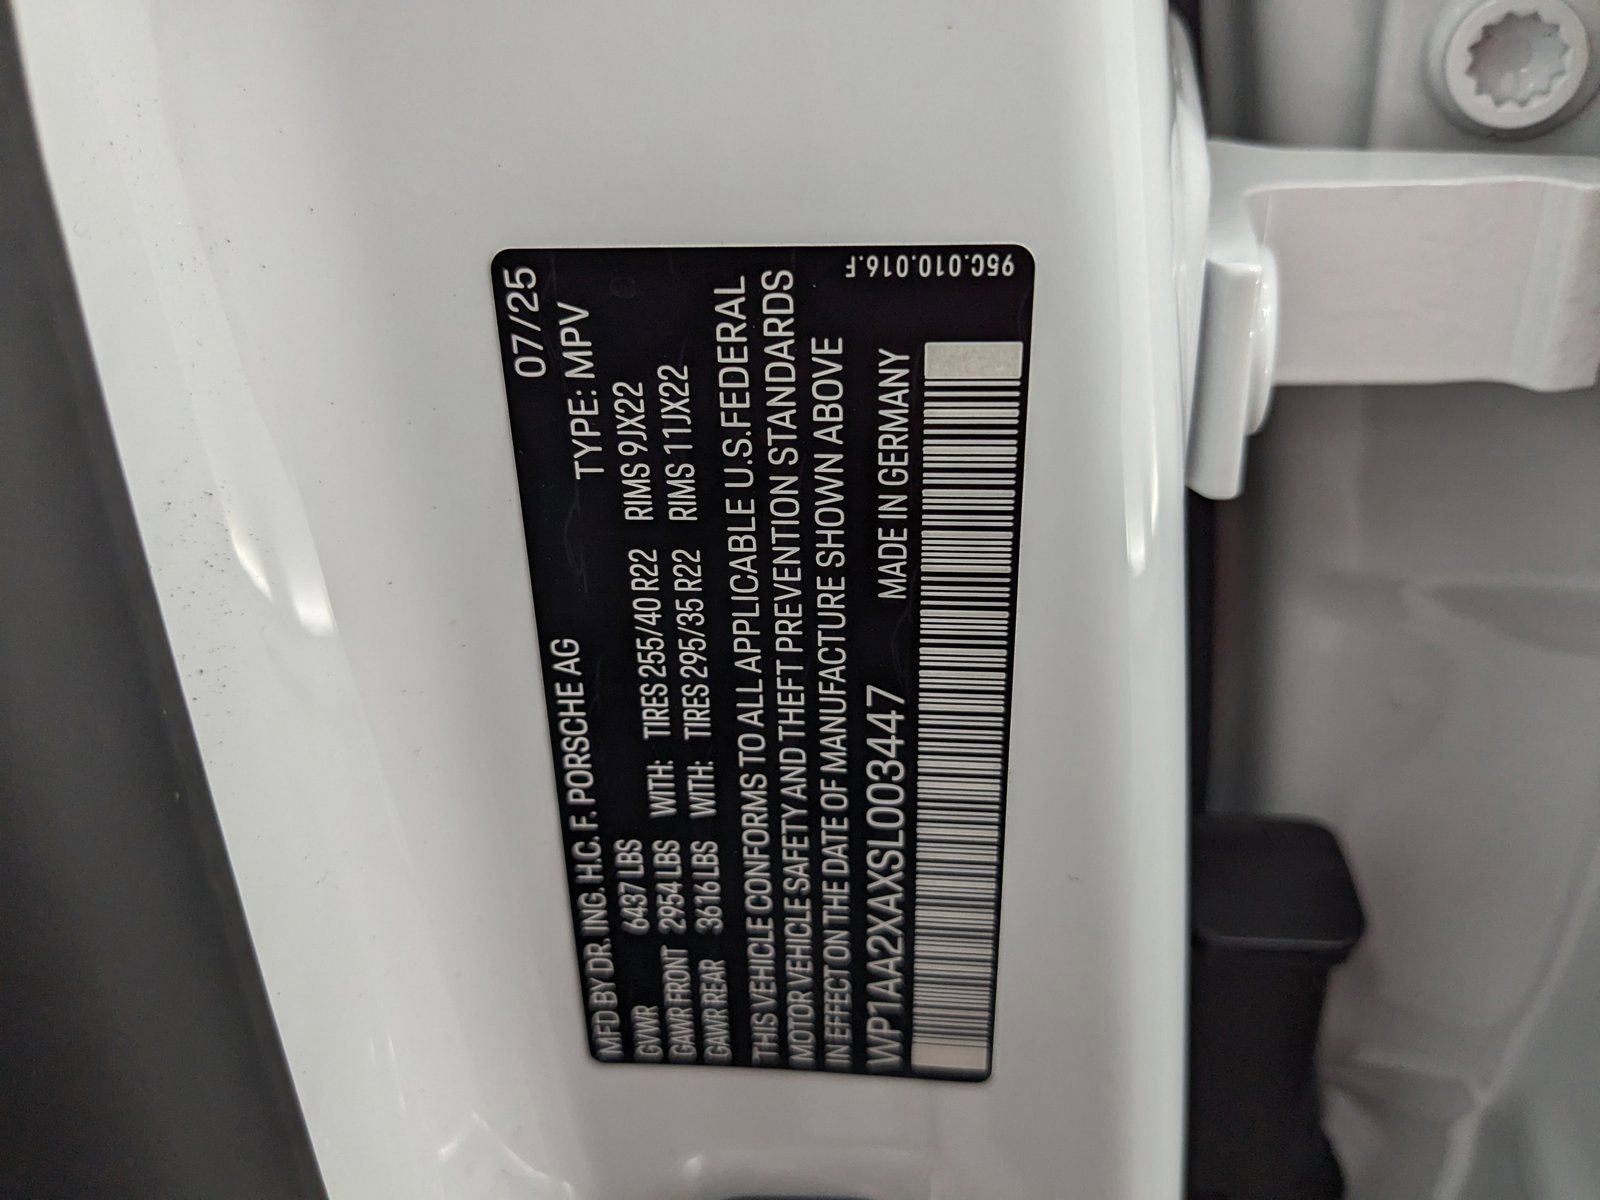 07/25
MFD BY DR. ING. H.C. F. PORSCHE AG
TYPE: MPV
GVWR 6437 LBS
GAWR FRONT 2954 LBS WITH: TIRES 255/40 R22 RIMS 9JX22
GAWR REAR 3616 LBS WITH: TIRES 295/35 R22 RIMS 11JX22
THIS VEHICLE CONFORMS TO ALL APPLICABLE U.S.FEDERAL
MOTOR VEHICLE SAFETY AND THEFT PREVENTION STANDARDS
IN EFFECT ON THE DATE OF MANUFACTURE SHOWN ABOVE
WP1AA2XAXSL003447 MADE IN GERMANY
95C.010.016.F